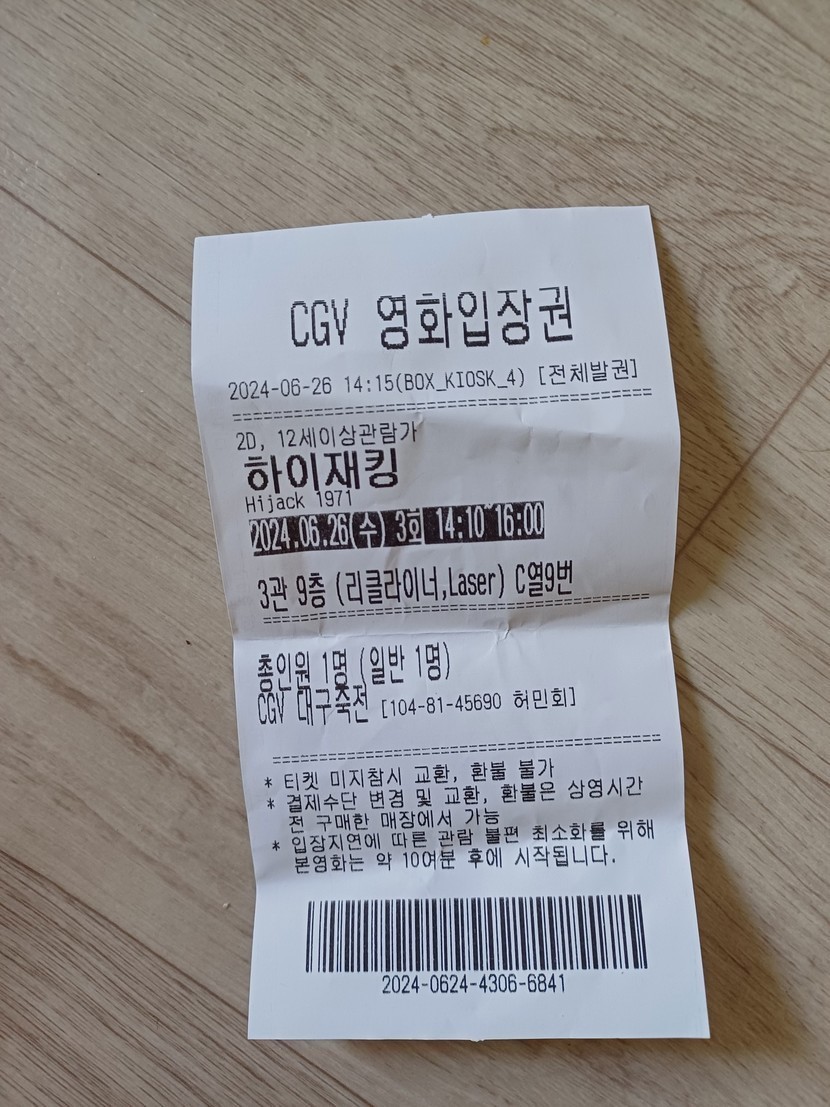 CGV 영화입장권
2024-06-26 14:15(BOX_KIOSK_4) [전체발권]
2D, 12세이상관람가
하이재킹
Hijack 1971
2024.06.26(수) 3회 14:10~16:00
3관 9층 (리클라이너,Laser) C열9번
총인원 1명 (일반 1명)
CGV 대구죽전 [104-81-45690 허민회]
* 티켓 미지참시 교환, 환불 불가
* 결제수단 변경 및 교환, 환불은 상영시간
전 구매한 매장에서 가능
* 입장지연에 따른 관람 불편 최소화를 위해
본영화는 약 10여분 후에 시작됩니다.
2024-0624-4306-6841